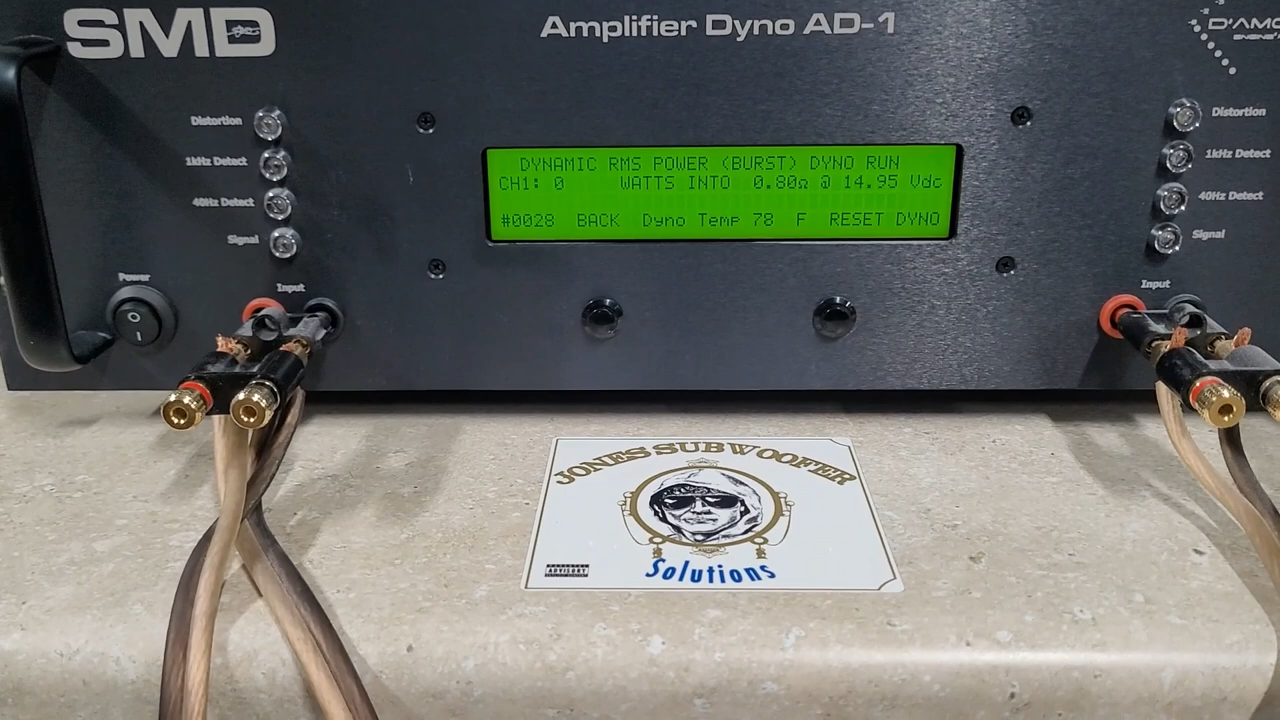 SMD
Amplifier Dyno AD-1
D'AMO
Distortion
1kHz Detect
40Hz Detect
Signal
Power
Input
DYNAMIC RMS POWER (BURST) DYNO RUN
CH1: 0 WATTS INTO 0.80Ω @ 14.95 Vdc
#0028 BACK Dyno Temp 78 F RESET DYNO
Distortion
1kHz Detect
40Hz Detect
Signal
Input
JONES SUBWOOFER
Solutions
ADVISORY